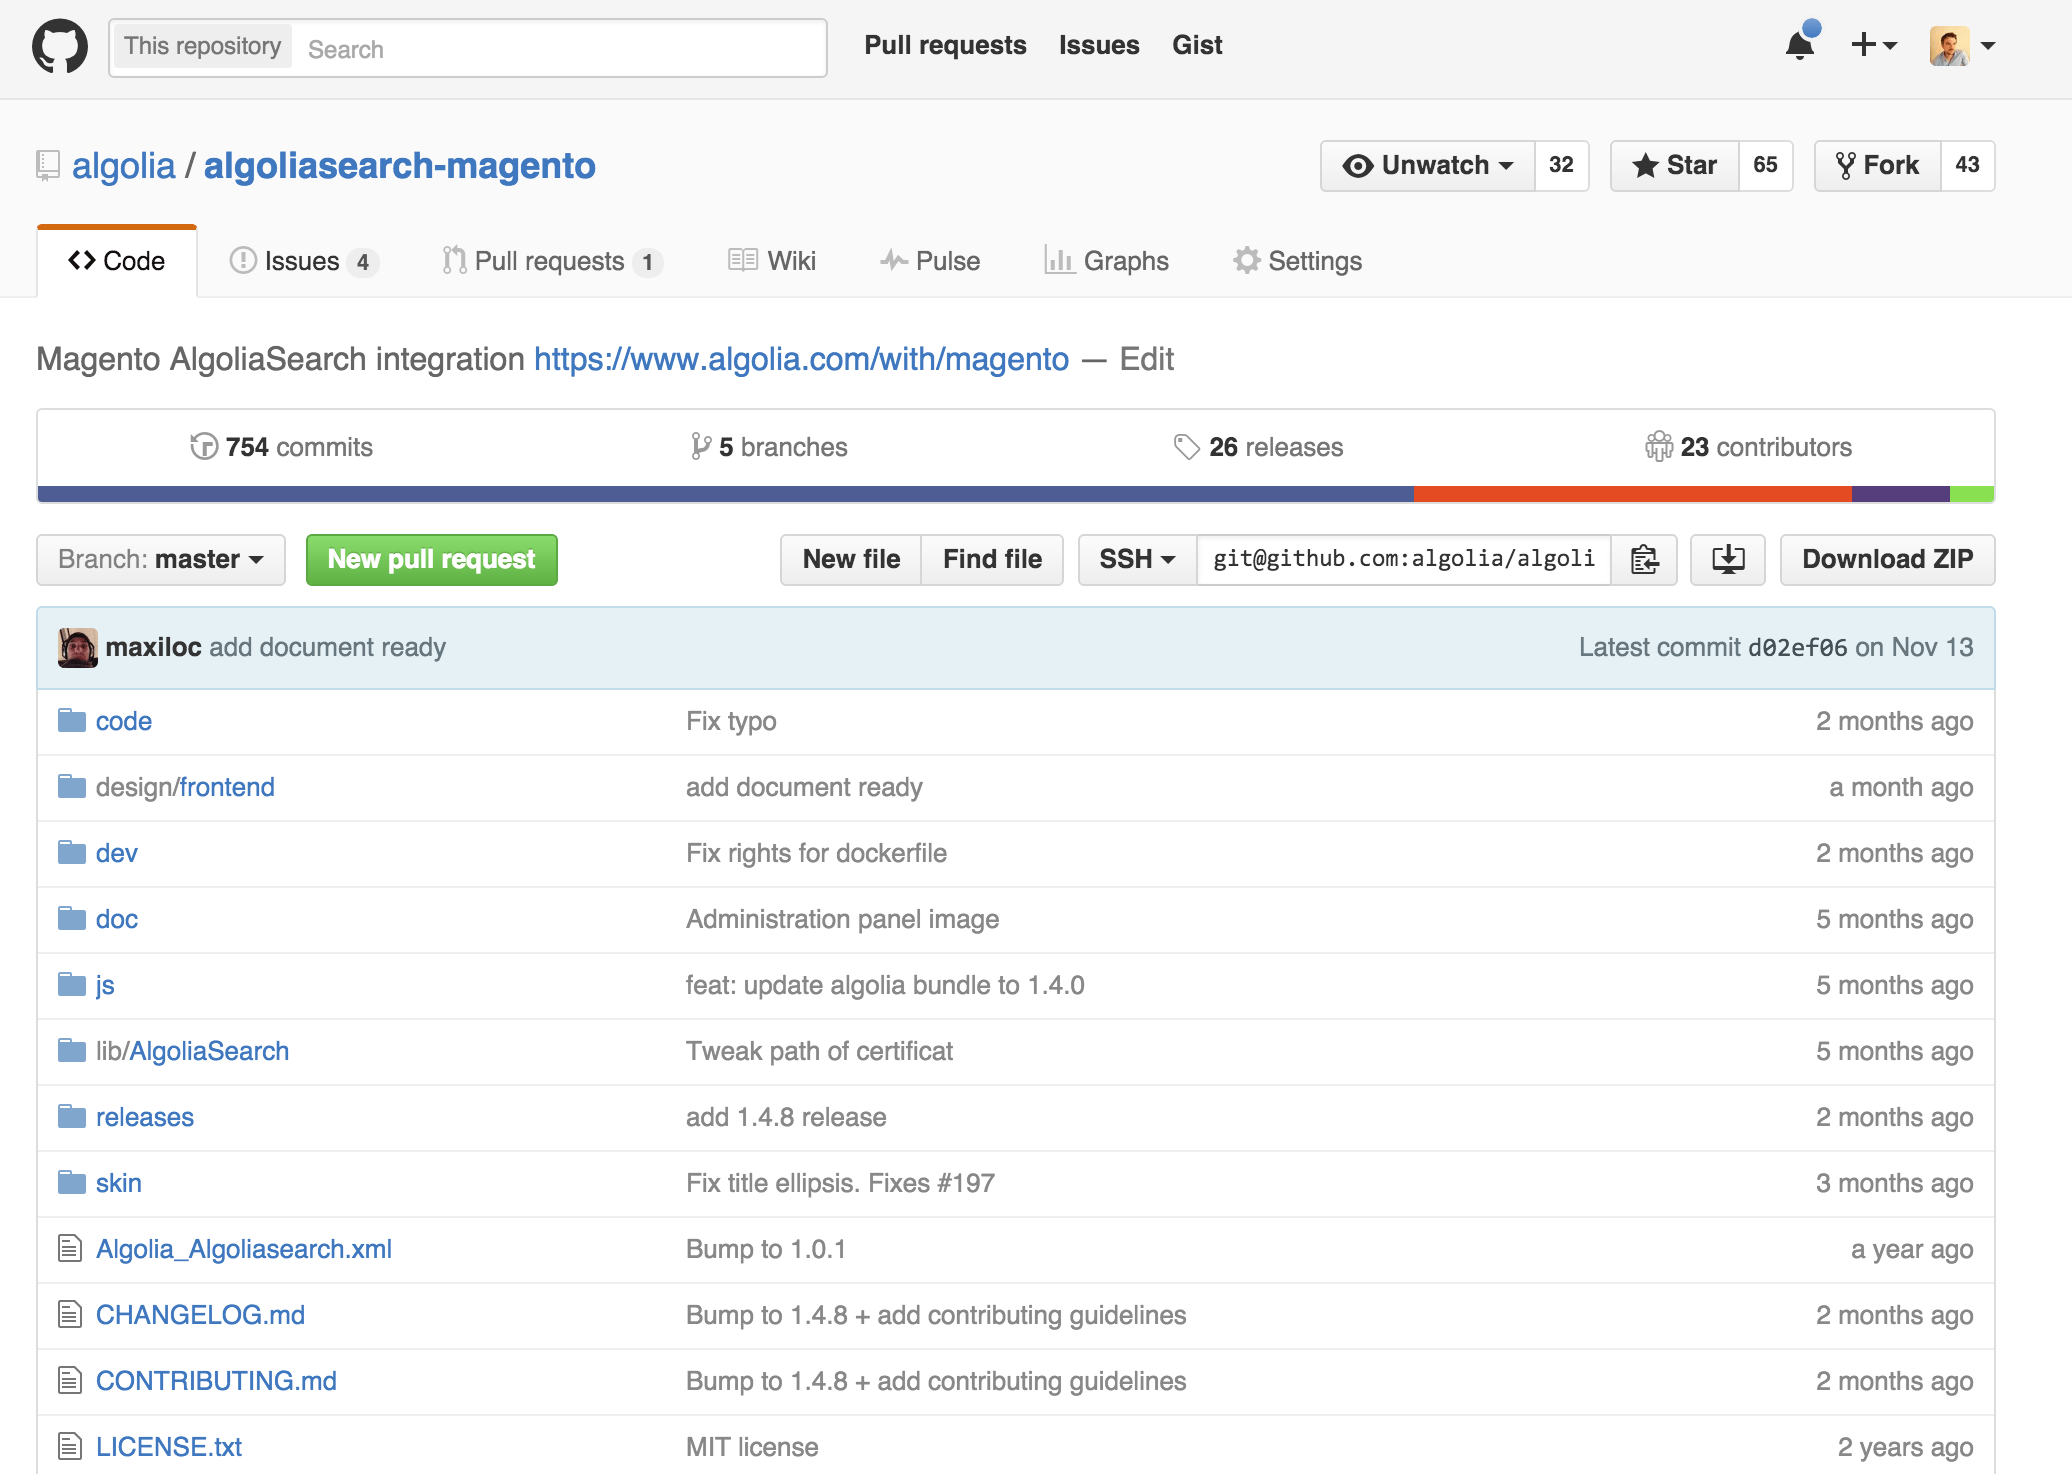 This repository Search Pull requests Issues Gist
algolia / algoliasearch-magento Unwatch 32 Star 65 Fork 43
Code Issues 4 Pull requests 1 Wiki Pulse Graphs Settings
Magento AlgoliaSearch integration https://www.algolia.com/with/magento — Edit
754 commits 5 branches 26 releases 23 contributors
Branch: master New pull request New file Find file SSH git@github.com:algolia/algoli Download ZIP
maxiloc add document ready Latest commit d02ef06 on Nov 13
code Fix typo 2 months ago
design/frontend add document ready a month ago
dev Fix rights for dockerfile 2 months ago
doc Administration panel image 5 months ago
js feat: update algolia bundle to 1.4.0 5 months ago
lib/AlgoliaSearch Tweak path of certificat 5 months ago
releases add 1.4.8 release 2 months ago
skin Fix title ellipsis. Fixes #197 3 months ago
Algolia_Algoliasearch.xml Bump to 1.0.1 a year ago
CHANGELOG.md Bump to 1.4.8 + add contributing guidelines 2 months ago
CONTRIBUTING.md Bump to 1.4.8 + add contributing guidelines 2 months ago
LICENSE.txt MIT license 2 years ago